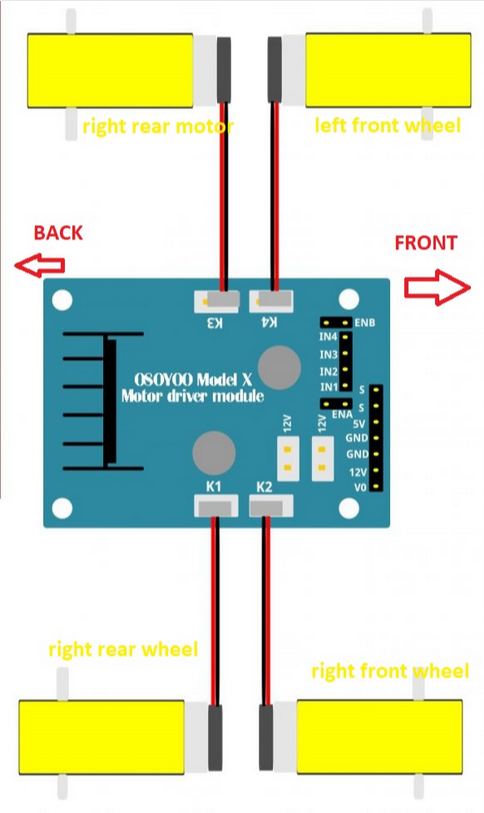 right rear motor
left front wheel
BACK
FRONT
K3
K4
ENB
IN4
IN3
IN2
IN1
ENA
OSOYOO Model X
Motor driver module
S
S
5V
GND
GND
12V
V0
12V
12V
K1
K2
right rear wheel
right front wheel